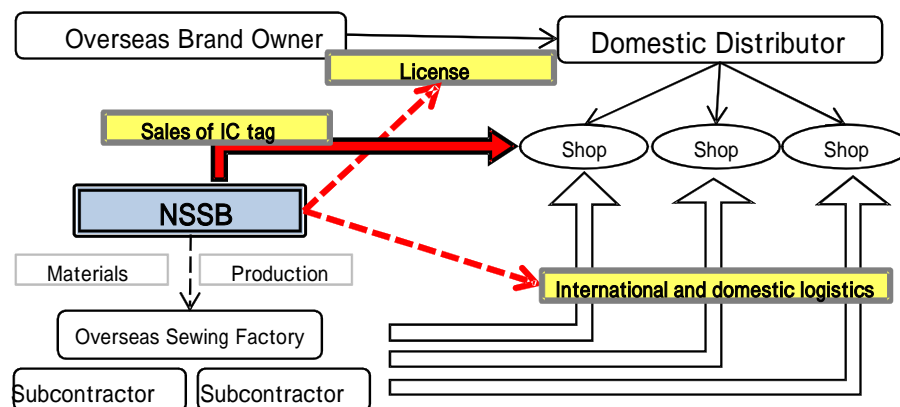 Overseas Brand Owner
Domestic Distributor
License
Sales of IC tag
Shop
Shop
Shop
NSSB
Materials
Production
International and domestic logistics
Overseas Sewing Factory
Subcontractor
Subcontractor